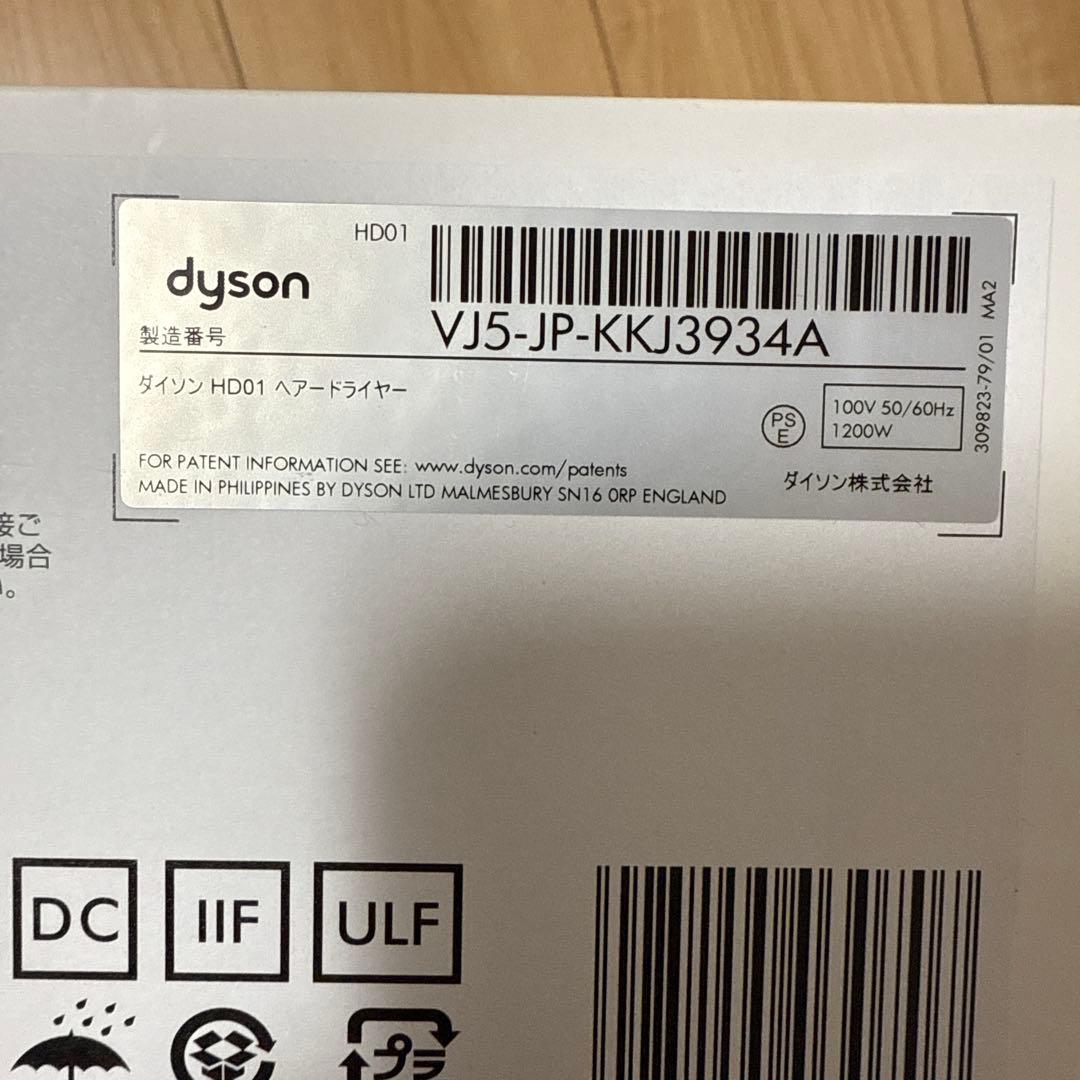 HD01
dyson
製造番号
VJ5-JP-KKJ3934A
309823-79/01 MA2
ダイソン HD01 ヘアードライヤー
PS
E
100V 50/60Hz
1200W
FOR PATENT INFORMATION SEE: www.dyson.com/patents
MADE IN PHILIPPINES BY DYSON LTD MALMESBURY SN16 0RP ENGLAND
ダイソン株式会社
接ご
場合
い。
DC
IIF
ULF
プラ